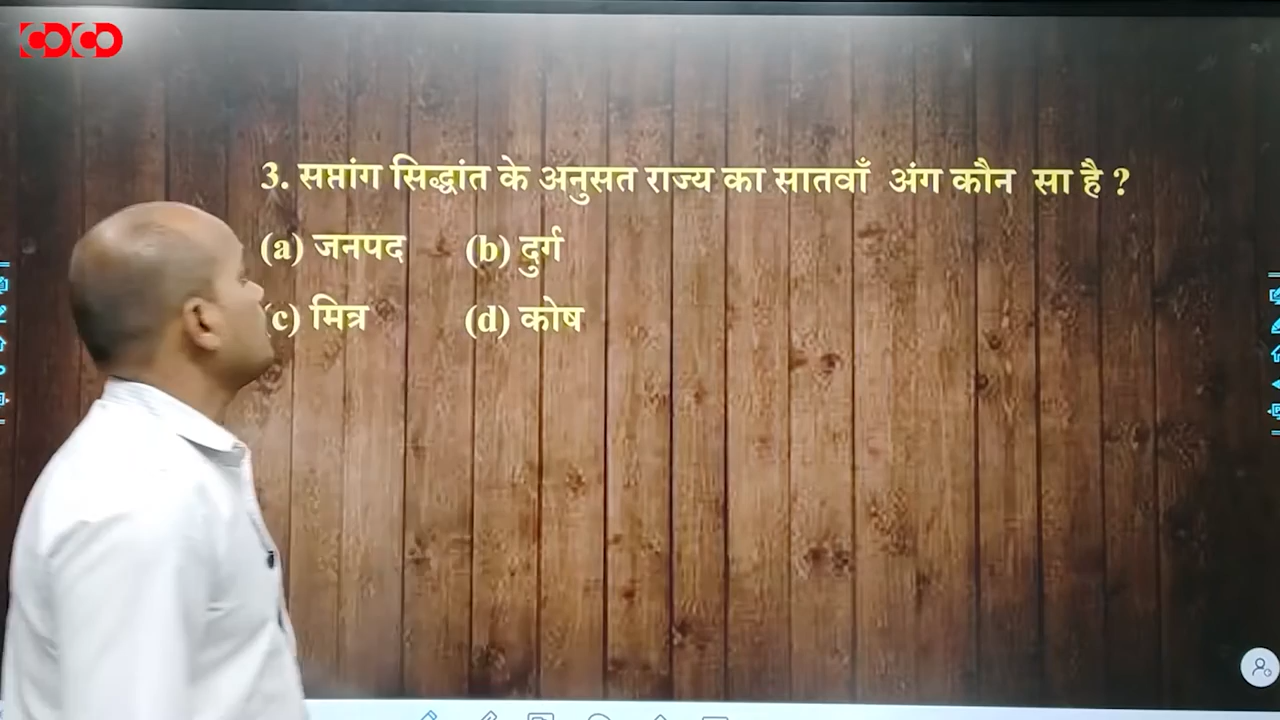 3. सप्तांग सिद्धांत के अनुसत राज्य का सातवाँ अंग कौन सा है ?
(a) जनपद (b) दुर्ग
(c) मित्र (d) कोष